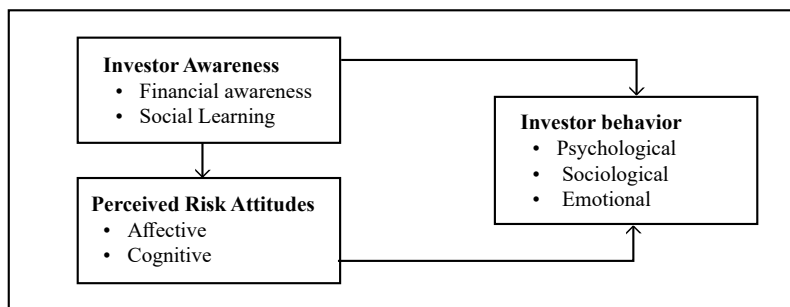 Investor Awareness
• Financial awareness
• Social Learning
Perceived Risk Attitudes
• Affective
• Cognitive
Investor behavior
• Psychological
• Sociological
• Emotional